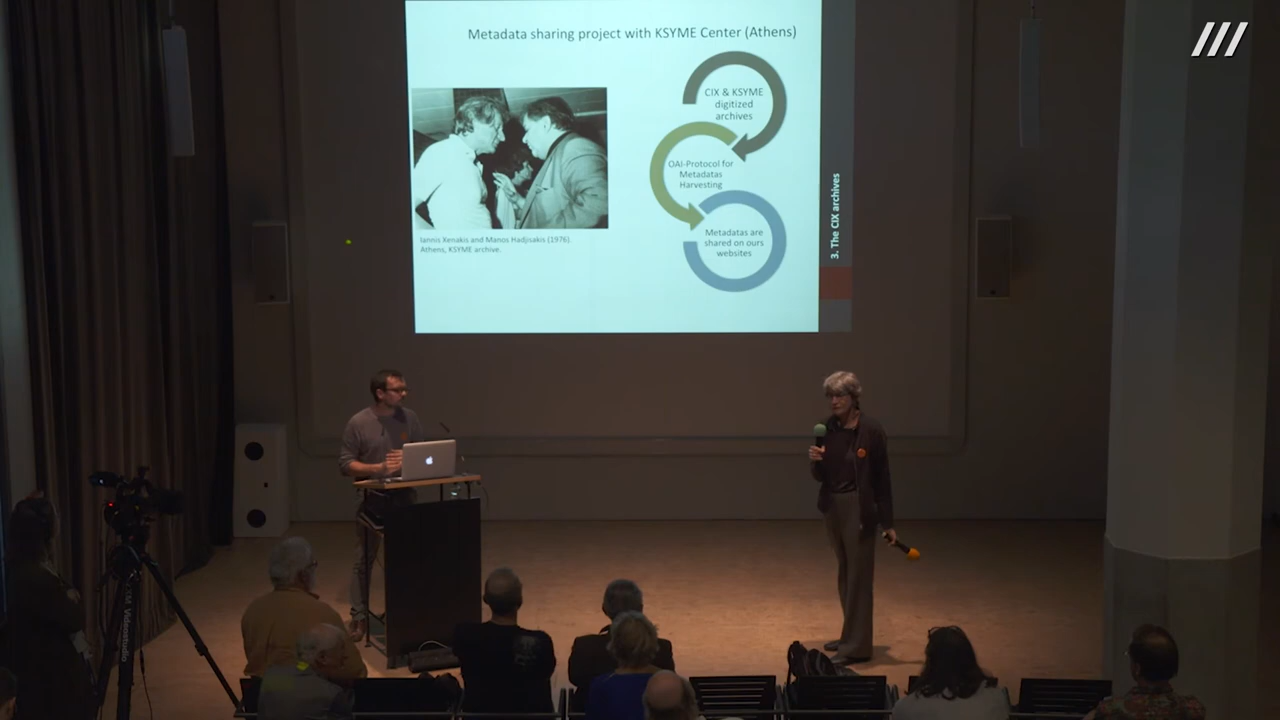 Metadata sharing project with KSYME Center (Athens)
CIX & KSYME
digitized
archives
OAI-Protocol for
Metadatas
Harvesting
Metadatas are
shared on ours
websites
Iannis Xenakis and Manos Hadjisakis (1976).
Athens, KSYME archive.
3. The CIX archives
Videostudio